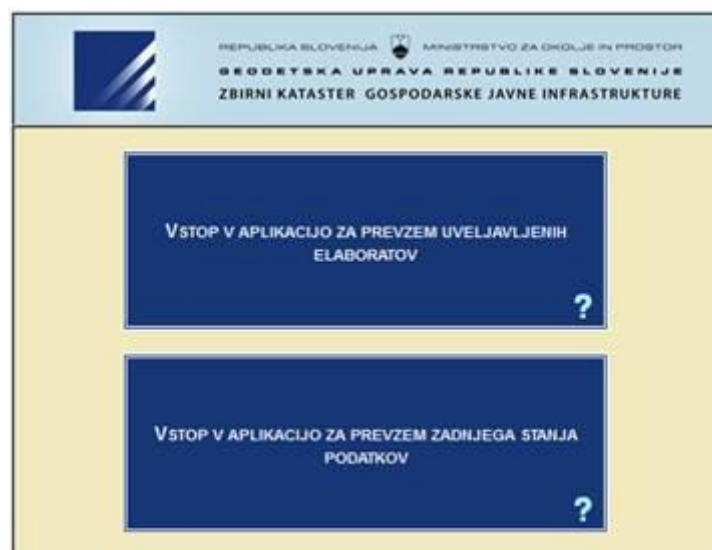 REPUBLIKA SLOVENIJA MINISTRSTVO ZA OKOLJE IN PROSTOR
GEODETSKA UPRAVA REPUBLIKE SLOVENIJE
ZBIRNI KATASTER GOSPODARSKE JAVNE INFRASTRUKTURE
VSTOP V APLIKACIJO ZA PREVZEM UVELJAVLJENIH
ELABORATOV
?
VSTOP V APLIKACIJO ZA PREVZEM ZADNJEGA STANJA
PODATKOV
?